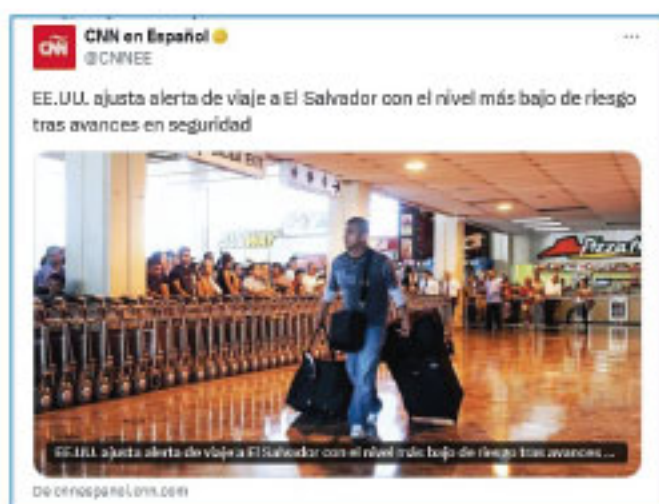 CNN en Español
CNN
@CNNEE
EE.UU. ajusta alerta de viaje a El Salvador con el nivel más bajo de riesgo
tras avances en seguridad
SUBWAY
Pizza
EE.UU. ajusta alerta de viaje a El Salvador con el nivel más bajo de riesgo tras avances ...
De cnnespanol.cnn.com